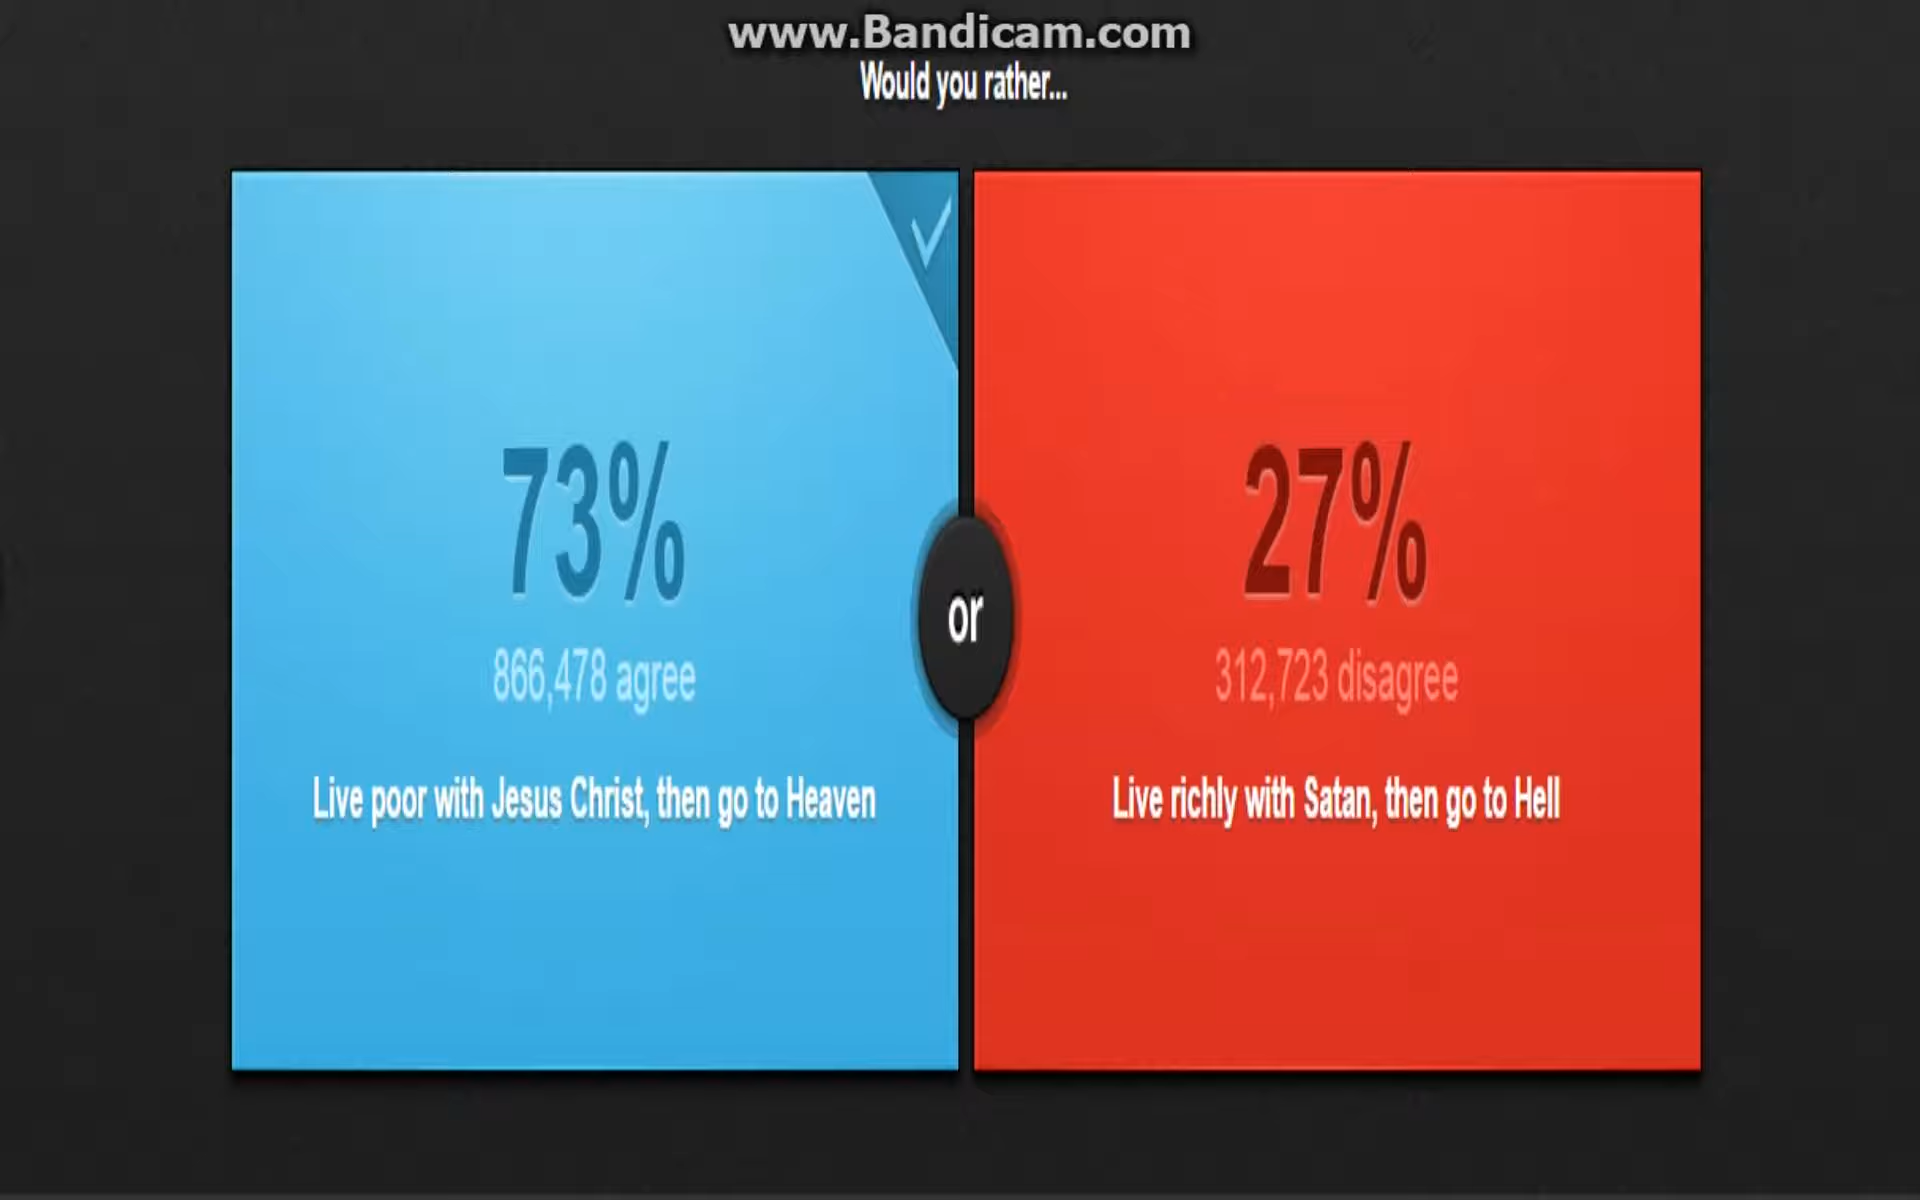 www.Bandicam.com
Would you rather...
73%
866,478 agree
Live poor with Jesus Christ, then go to Heaven
or
27%
312,723 disagree
Live richly with Satan, then go to Hell